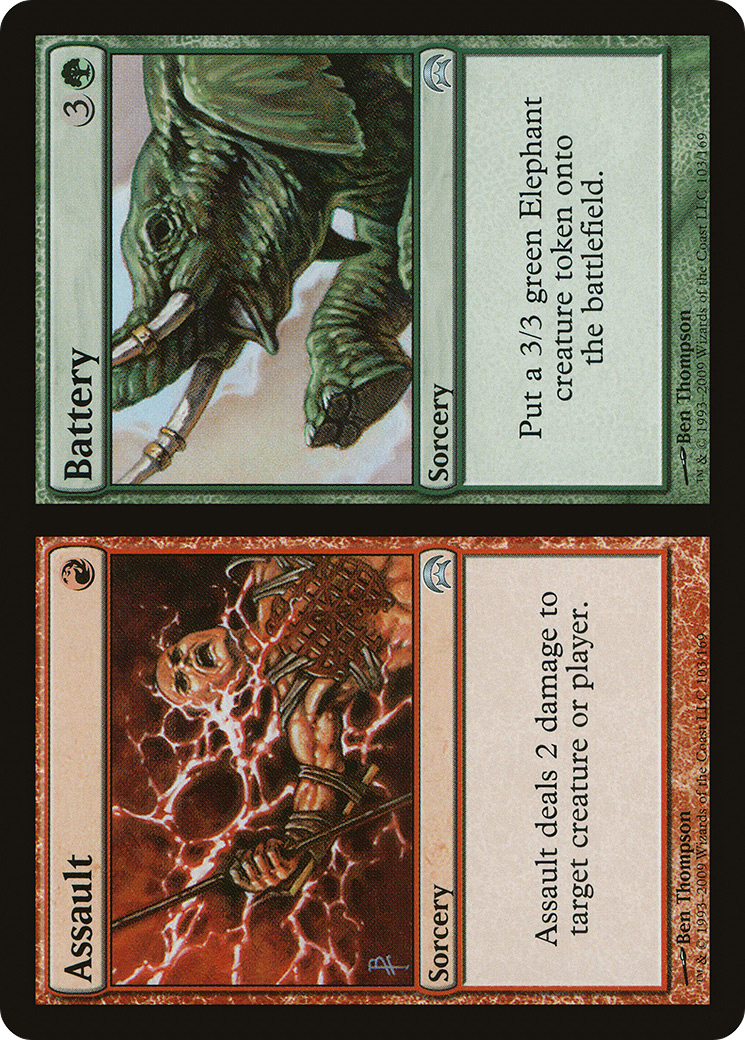 Assault
Sorcery
Assault deals 2 damage to
target creature or player.
Ben Thompson
™ & © 1993–2009 Wizards of the Coast LLC 103/169
Battery
3
Sorcery
Put a 3/3 green Elephant
creature token onto
the battlefield.
Ben Thompson
™ & © 1993–2009 Wizards of the Coast LLC 103/169